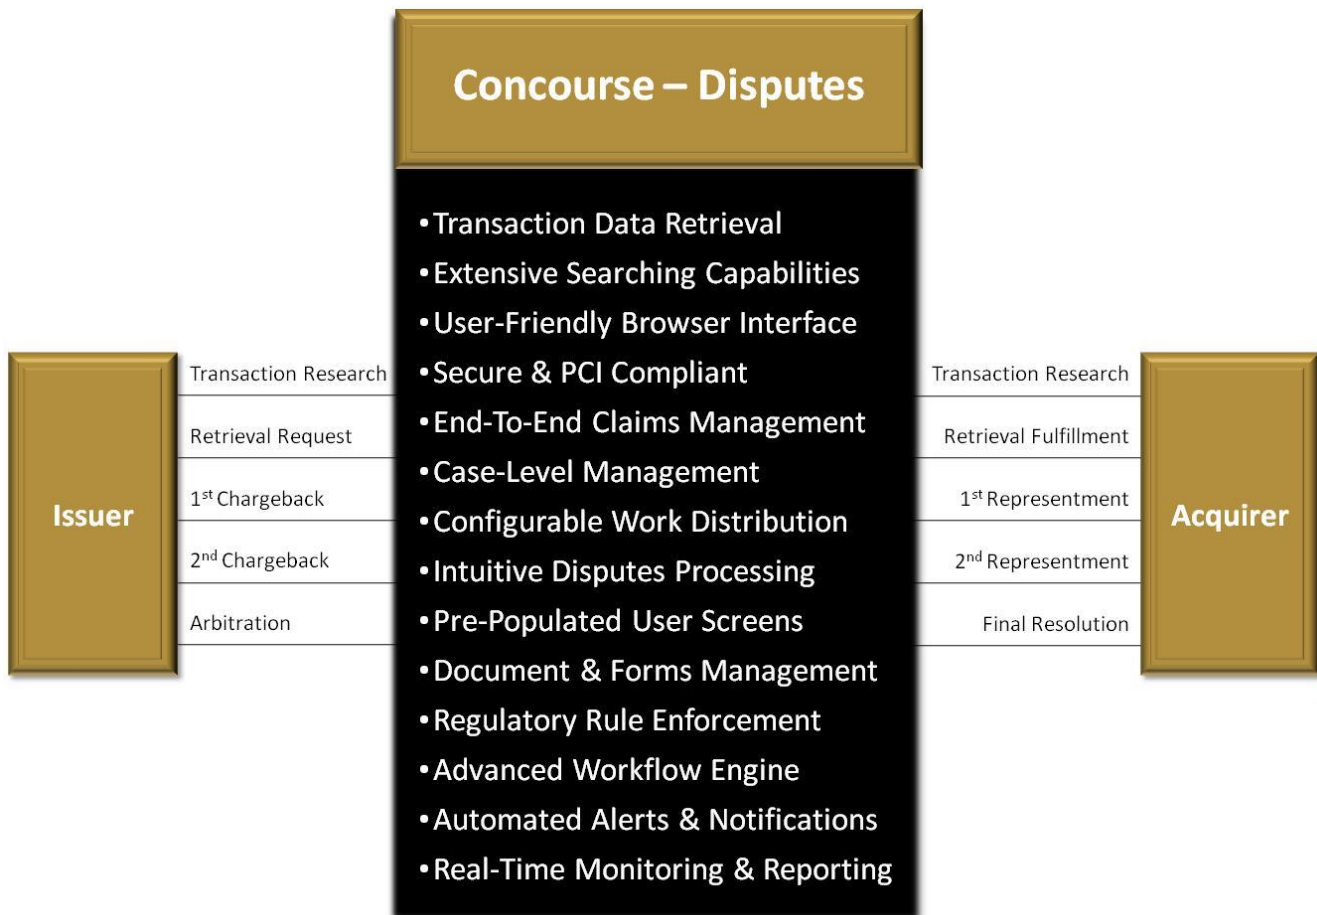 Concourse – Disputes
•Transaction Data Retrieval
•Extensive Searching Capabilities
•User-Friendly Browser Interface
•Secure & PCI Compliant
•End-To-End Claims Management
•Case-Level Management
•Configurable Work Distribution
•Intuitive Disputes Processing
•Pre-Populated User Screens
•Document & Forms Management
•Regulatory Rule Enforcement
•Advanced Workflow Engine
•Automated Alerts & Notifications
•Real-Time Monitoring & Reporting
Issuer
Transaction Research
Retrieval Request
1st Chargeback
2nd Chargeback
Arbitration
Transaction Research
Retrieval Fulfillment
1st Representment
2nd Representment
Final Resolution
Acquirer